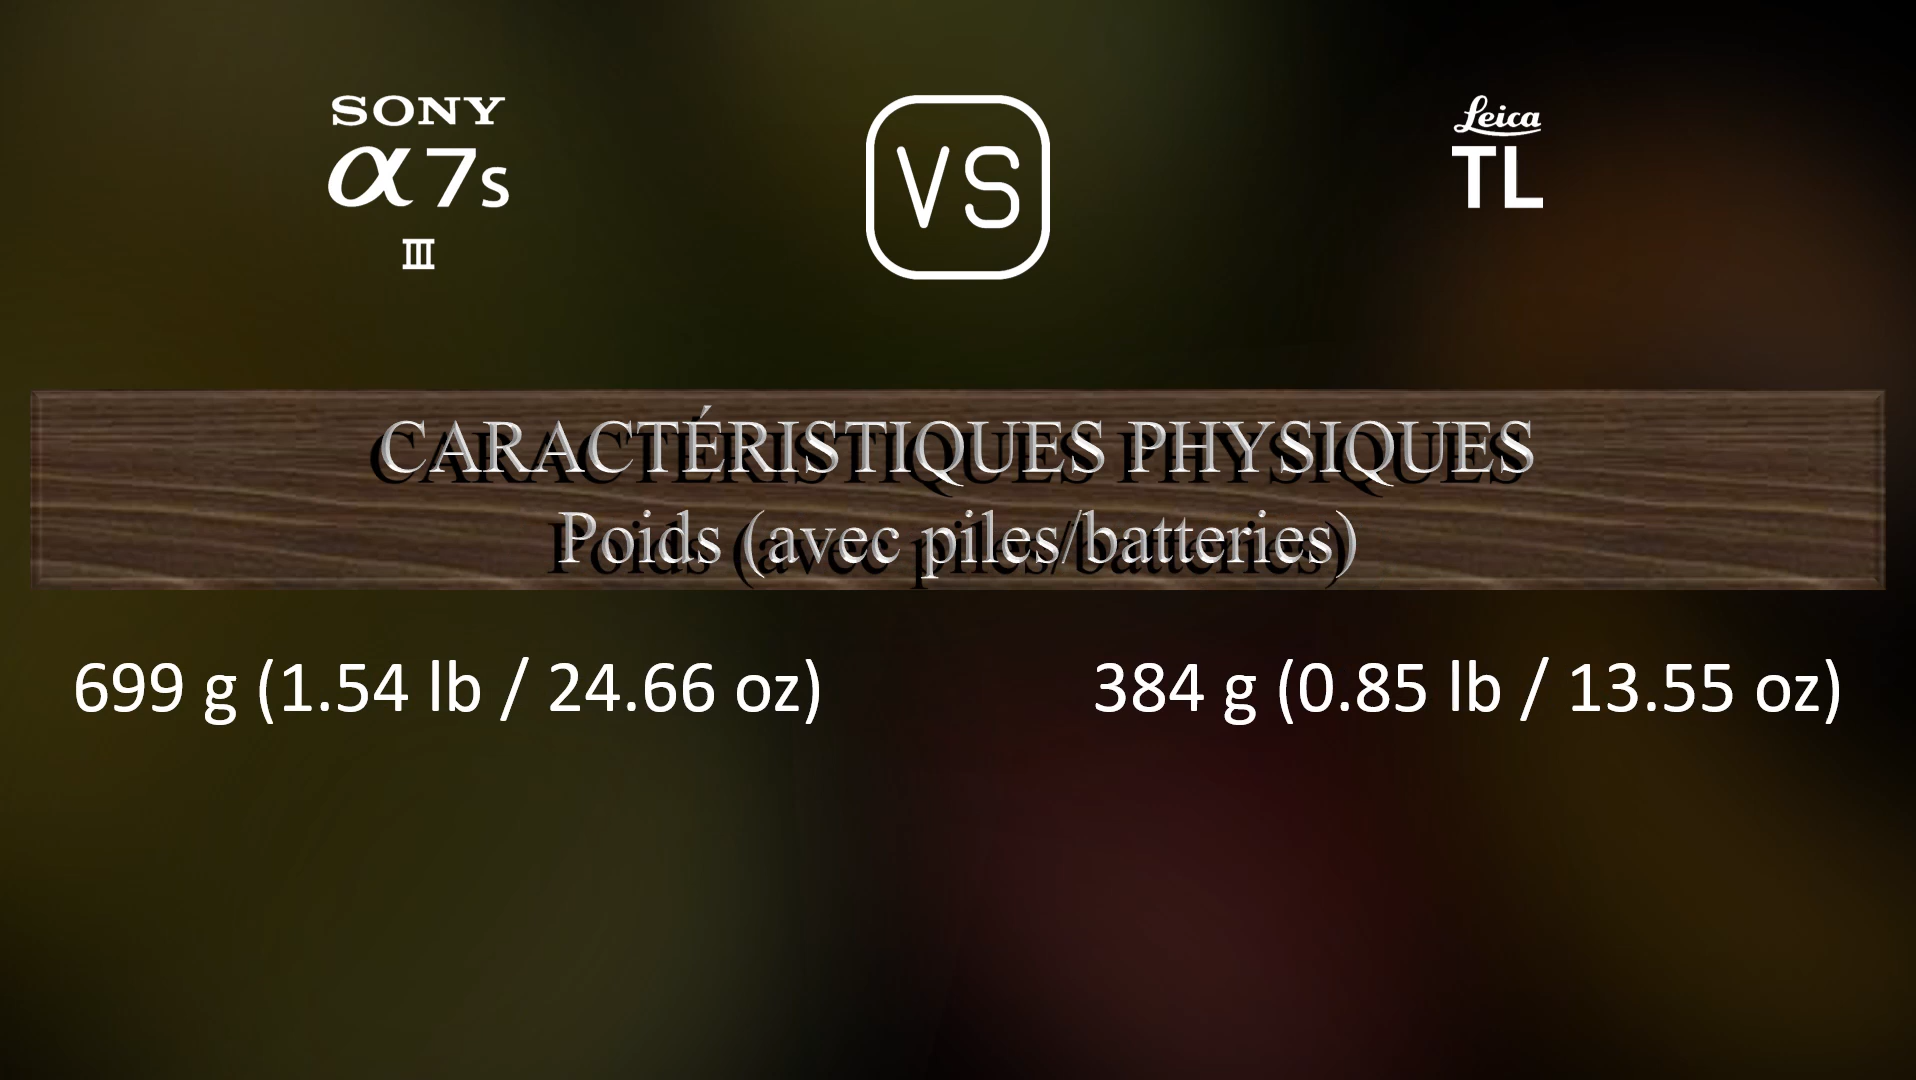 SONY
α7s
III
VS
Leica
TL
CARACTÉRISTIQUES PHYSIQUES
Poids (avec piles/batteries)
699 g (1.54 lb / 24.66 oz)
384 g (0.85 lb / 13.55 oz)